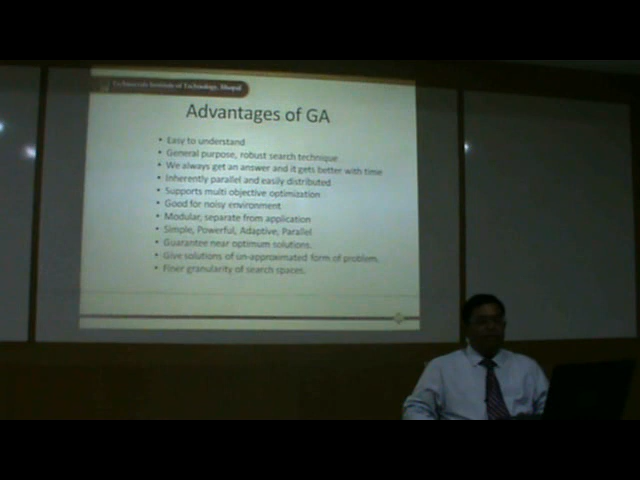 Technocrats Institute of Technology, Bhopal
Advantages of GA
• Easy to understand
• General purpose, robust search technique
• We always get an answer and it gets better with time
• Inherently parallel and easily distributed
• Supports multi objective optimization
• Good for noisy environment
• Modular, separate from application
• Simple, Powerful, Adaptive, Parallel
• Guarantee near optimum solutions.
• Give solutions of un-approximated form of problem.
• Finer granularity of search spaces.